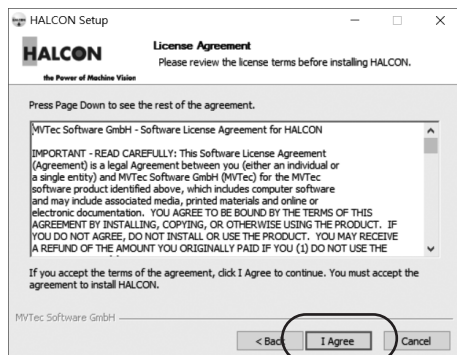 HALCON Setup
HALCON
the Power of Machine Vision
License Agreement
Please review the license terms before installing HALCON.
Press Page Down to see the rest of the agreement.
MVTec Software GmbH - Software License Agreement for HALCON
IMPORTANT - READ CAREFULLY: This Software License Agreement
(Agreement) is a legal Agreement between you (either an individual or
a single entity) and MVTec Software GmbH (MVTec) for the MVTec
software product identified above, which includes computer software
and may include associated media, printed materials and online or
electronic documentation. YOU AGREE TO BE BOUND BY THE TERMS OF THIS
AGREEMENT BY INSTALLING, COPYING, OR OTHERWISE USING THE PRODUCT. IF
YOU DO NOT AGREE, DO NOT INSTALL OR USE THE PRODUCT. YOU MAY RECEIVE
A REFUND OF THE AMOUNT YOU ORIGINALLY PAID IF YOU (1) DO NOT USE THE
If you accept the terms of the agreement, click I Agree to continue. You must accept the
agreement to install HALCON.
MVTec Software GmbH
< Back I Agree Cancel